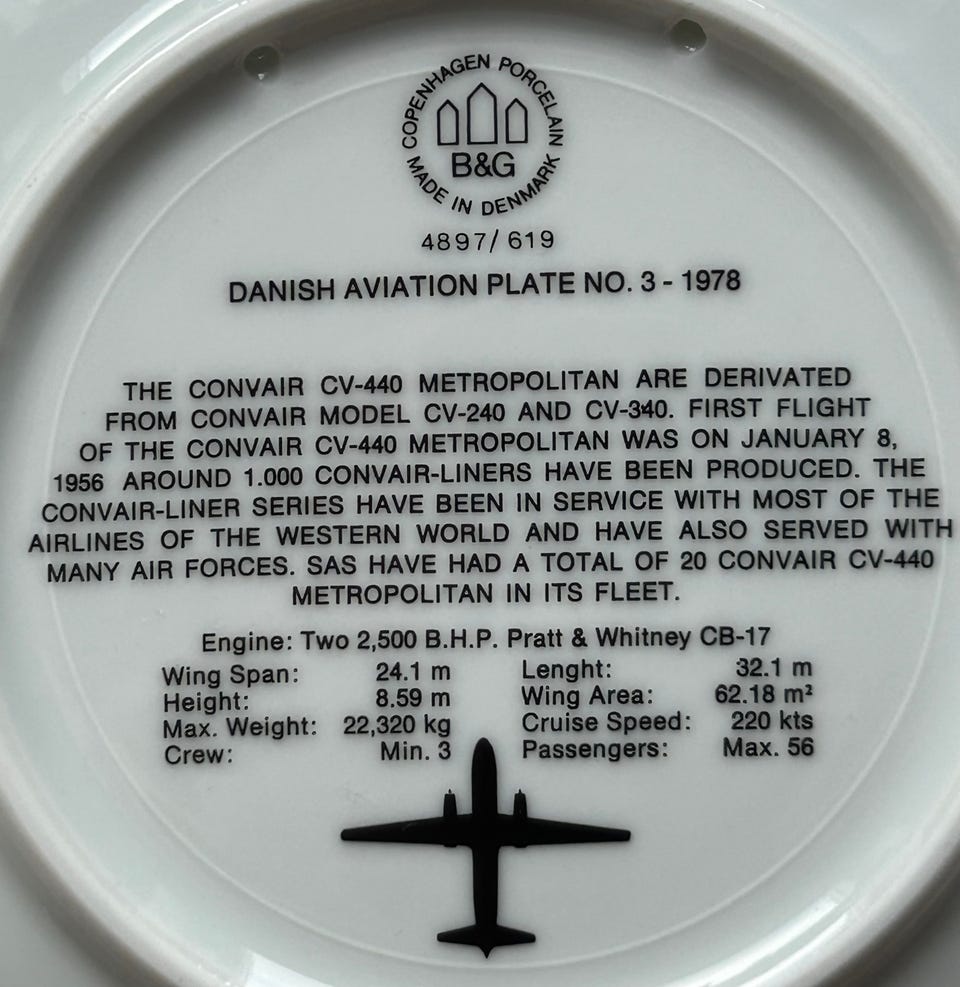 COPENHAGEN PORCELAIN
B&G
MADE IN DENMARK
4897/619
DANISH AVIATION PLATE NO. 3 - 1978
THE CONVAIR CV-440 METROPOLITAN ARE DERIVATED
FROM CONVAIR MODEL CV-240 AND CV-340. FIRST FLIGHT
OF THE CONVAIR CV-440 METROPOLITAN WAS ON JANUARY 8,
1956 AROUND 1.000 CONVAIR-LINERS HAVE BEEN PRODUCED. THE
CONVAIR-LINER SERIES HAVE BEEN IN SERVICE WITH MOST OF THE
AIRLINES OF THE WESTERN WORLD AND HAVE ALSO SERVED WITH
MANY AIR FORCES. SAS HAVE HAD A TOTAL OF 20 CONVAIR CV-440
METROPOLITAN IN ITS FLEET.
Engine: Two 2,500 B.H.P. Pratt & Whitney CB-17
Wing Span: 24.1 m Lenght: 32.1 m
Height: 8.59 m Wing Area: 62.18 m²
Max. Weight: 22,320 kg Cruise Speed: 220 kts
Crew: Min. 3 Passengers: Max. 56